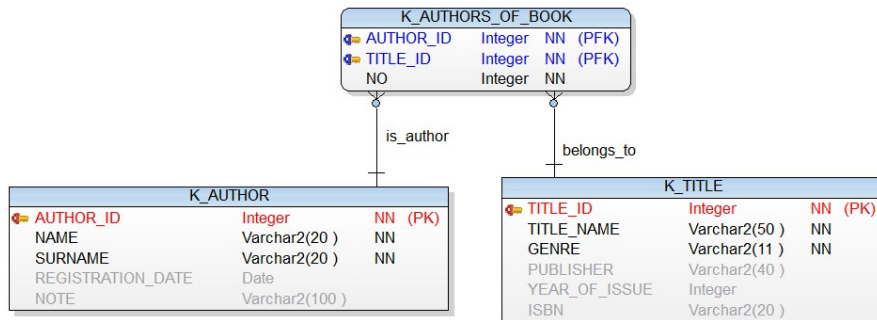 K_AUTHORS_OF_BOOK
AUTHOR_ID Integer NN (PFK)
TITLE_ID Integer NN (PFK)
NO Integer NN
is_author
belongs_to
K_AUTHOR
AUTHOR_ID Integer NN (PK)
NAME Varchar2(20 ) NN
SURNAME Varchar2(20 ) NN
REGISTRATION_DATE Date
NOTE Varchar2(100 )
K_TITLE
TITLE_ID Integer NN (PK)
TITLE_NAME Varchar2(50 ) NN
GENRE Varchar2(11 ) NN
PUBLISHER Varchar2(40 )
YEAR_OF_ISSUE Integer
ISBN Varchar2(20 )